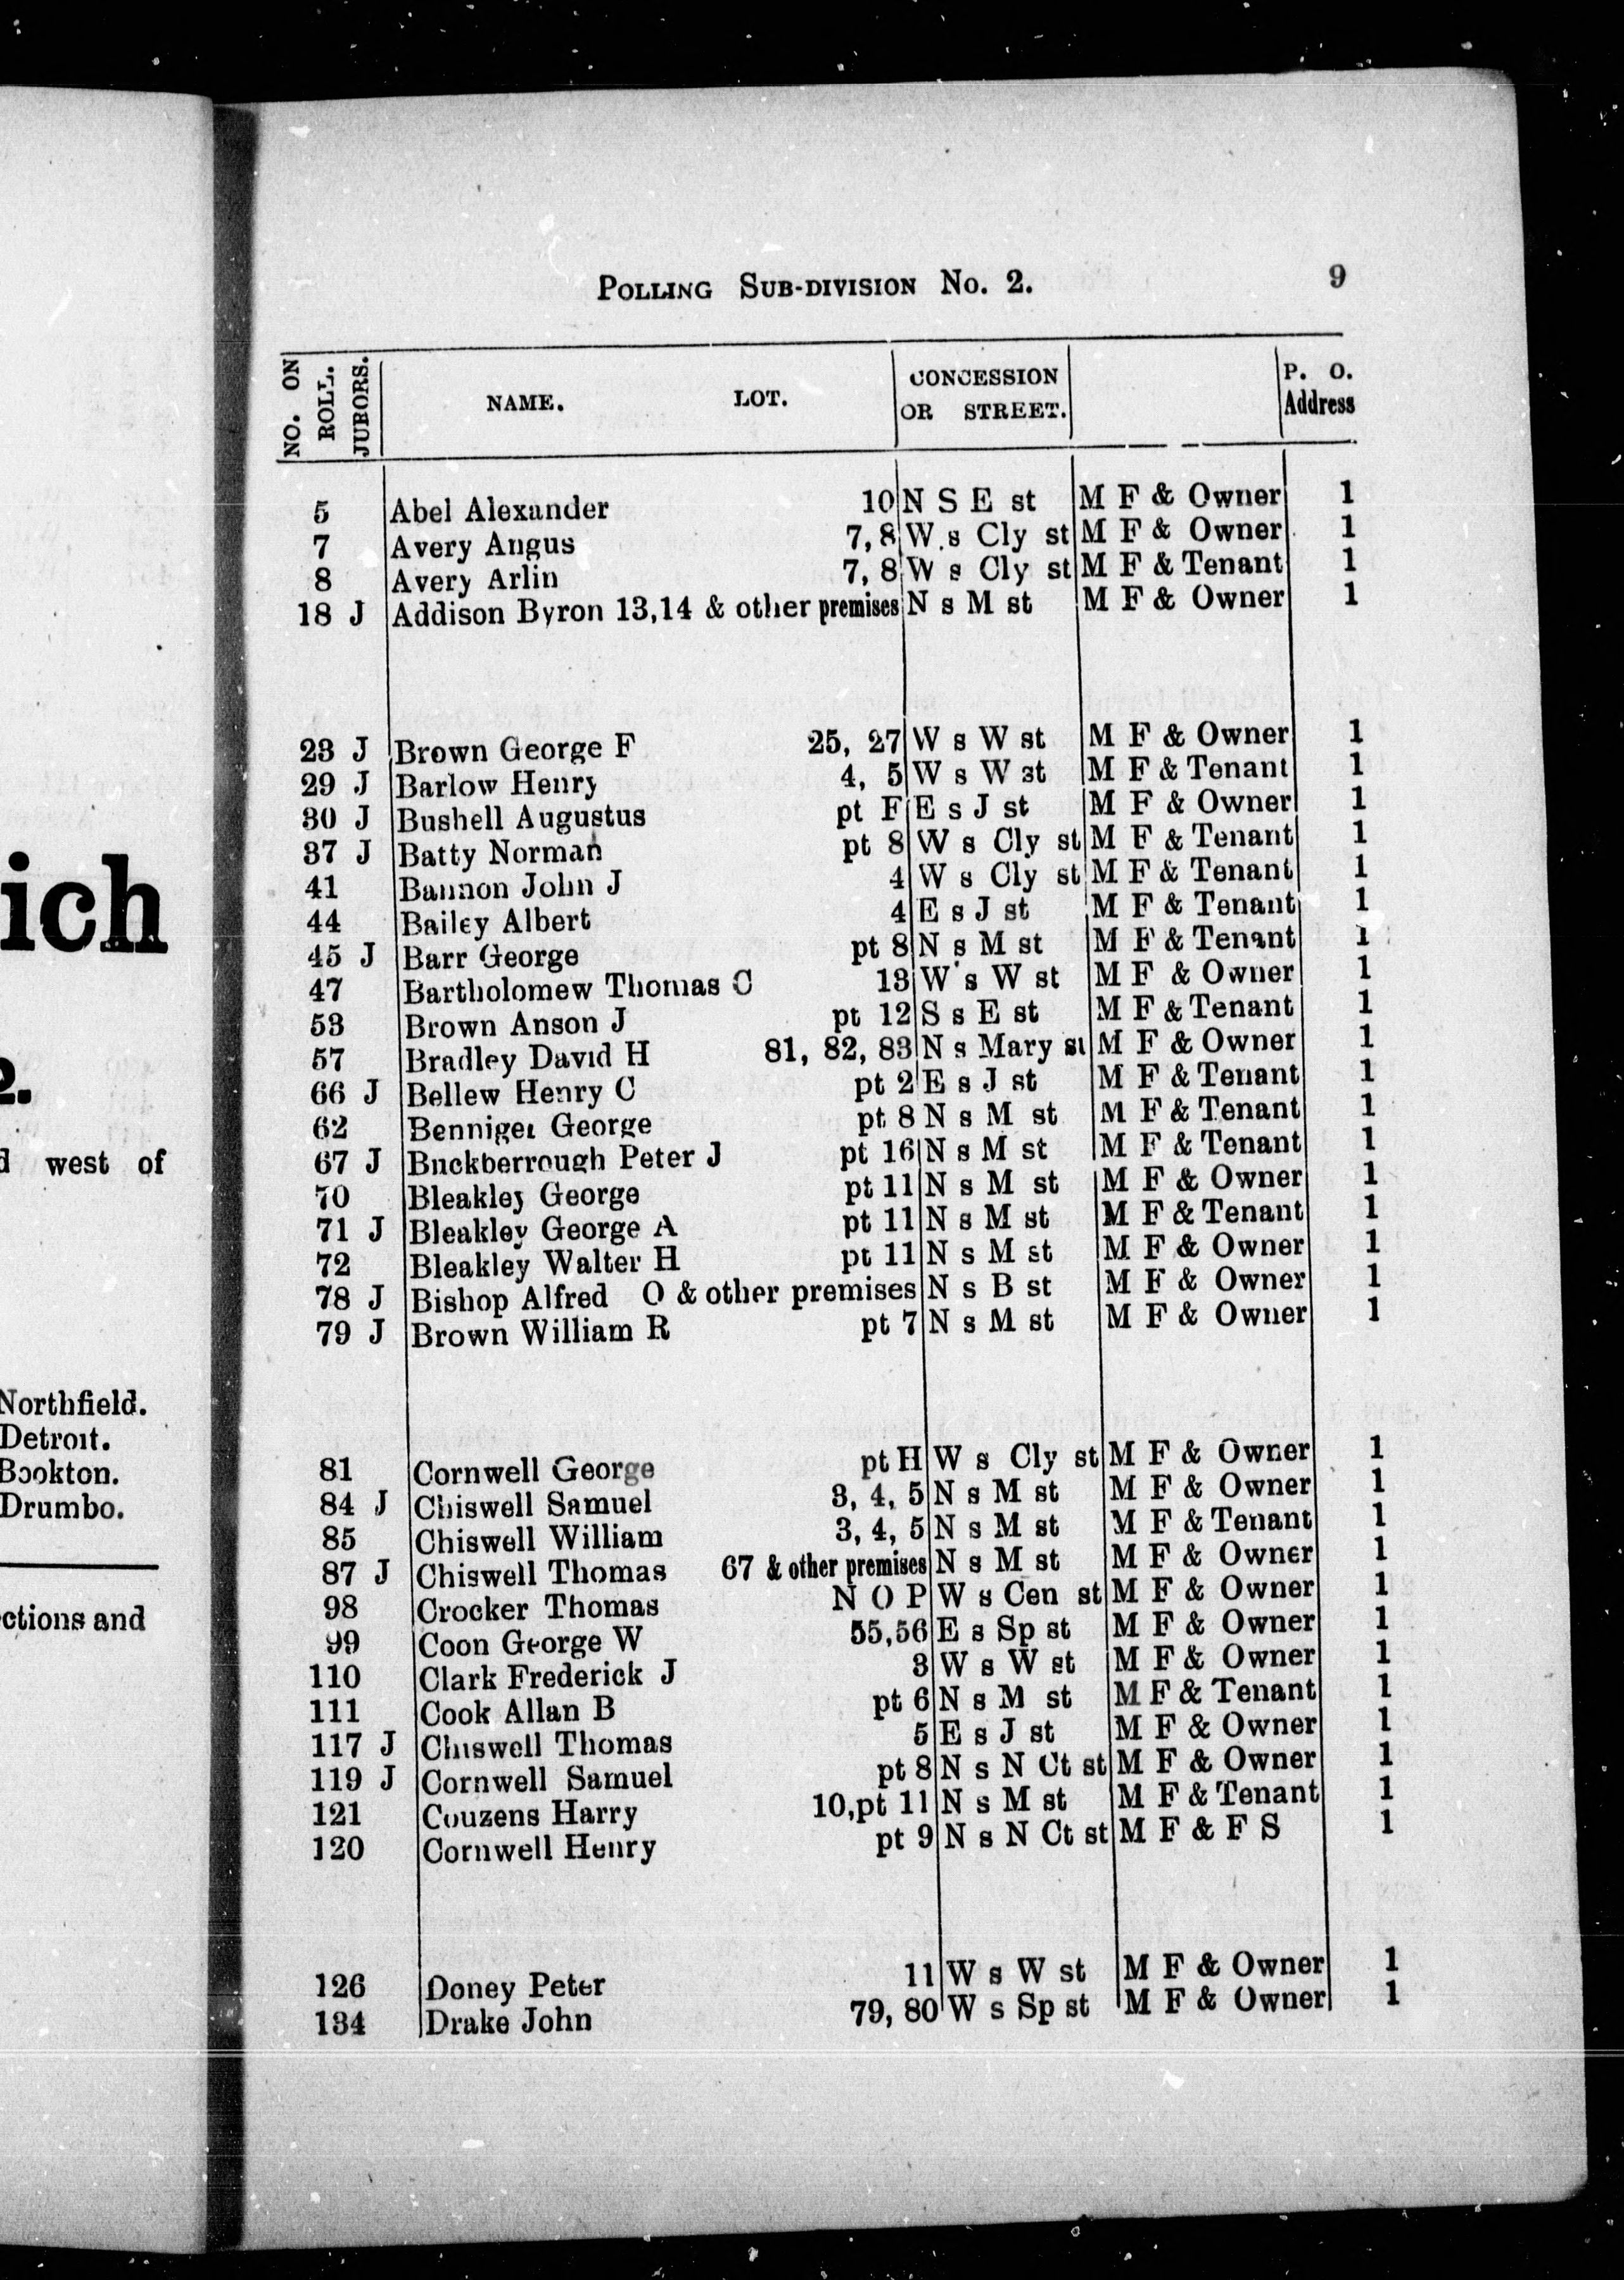 ich
2.
d west of
Northfield.
Detroit.
Bookton.
Drumbo.
ctions and
POLLING SUB-DIVISION No. 2. 9
NO. ON ROLL. JURORS. NAME. LOT. CONCESSION OR STREET. P. O. Address
5 Abel Alexander 10 N S E st M F & Owner 1
7 Avery Angus 7, 8 W s Cly st M F & Owner 1
8 Avery Arlin 7, 8 W s Cly st M F & Tenant 1
18 J Addison Byron 13,14 & other premises N s M st M F & Owner 1
23 J Brown George F 25, 27 W s W st M F & Owner 1
29 J Barlow Henry 4, 5 W s W st M F & Tenant 1
30 J Bushell Augustus pt F E s J st M F & Owner 1
37 J Batty Norman pt 8 W s Cly st M F & Tenant 1
41 Bannon John J 4 W s Cly st M F & Tenant 1
44 Bailey Albert 4 E s J st M F & Tenant 1
45 J Barr George pt 8 N s M st M F & Tenant 1
47 Bartholomew Thomas C 13 W s W st M F & Owner 1
53 Brown Anson J pt 12 S s E st M F & Tenant 1
57 Bradley David H 81, 82, 83 N s Mary st M F & Owner 1
66 J Bellew Henry C pt 2 E s J st M F & Tenant 1
62 Benniger George pt 8 N s M st M F & Tenant 1
67 J Buckberrough Peter J pt 16 N s M st M F & Tenant 1
70 Bleakley George pt 11 N s M st M F & Owner 1
71 J Bleakley George A pt 11 N s M st M F & Tenant 1
72 Bleakley Walter H pt 11 N s M st M F & Owner 1
78 J Bishop Alfred O & other premises N s B st M F & Owner 1
79 J Brown William R pt 7 N s M st M F & Owner 1
81 Cornwell George pt H W s Cly st M F & Owner 1
84 J Chiswell Samuel 3, 4, 5 N s M st M F & Owner 1
85 Chiswell William 3, 4, 5 N s M st M F & Tenant 1
87 J Chiswell Thomas 67 & other premises N s M st M F & Owner 1
98 Crocker Thomas N O P W s Cen st M F & Owner 1
99 Coon George W 55,56 E s Sp st M F & Owner 1
110 Clark Frederick J 3 W s W st M F & Owner 1
111 Cook Allan B pt 6 N s M st M F & Tenant 1
117 J Chiswell Thomas 5 E s J st M F & Owner 1
119 J Cornwell Samuel pt 8 N s N Ct st M F & Owner 1
121 Couzens Harry 10,pt 11 N s M st M F & Tenant 1
120 Cornwell Henry pt 9 N s N Ct st M F & F S 1
126 Doney Peter 11 W s W st M F & Owner 1
134 Drake John 79, 80 W s Sp st M F & Owner 1